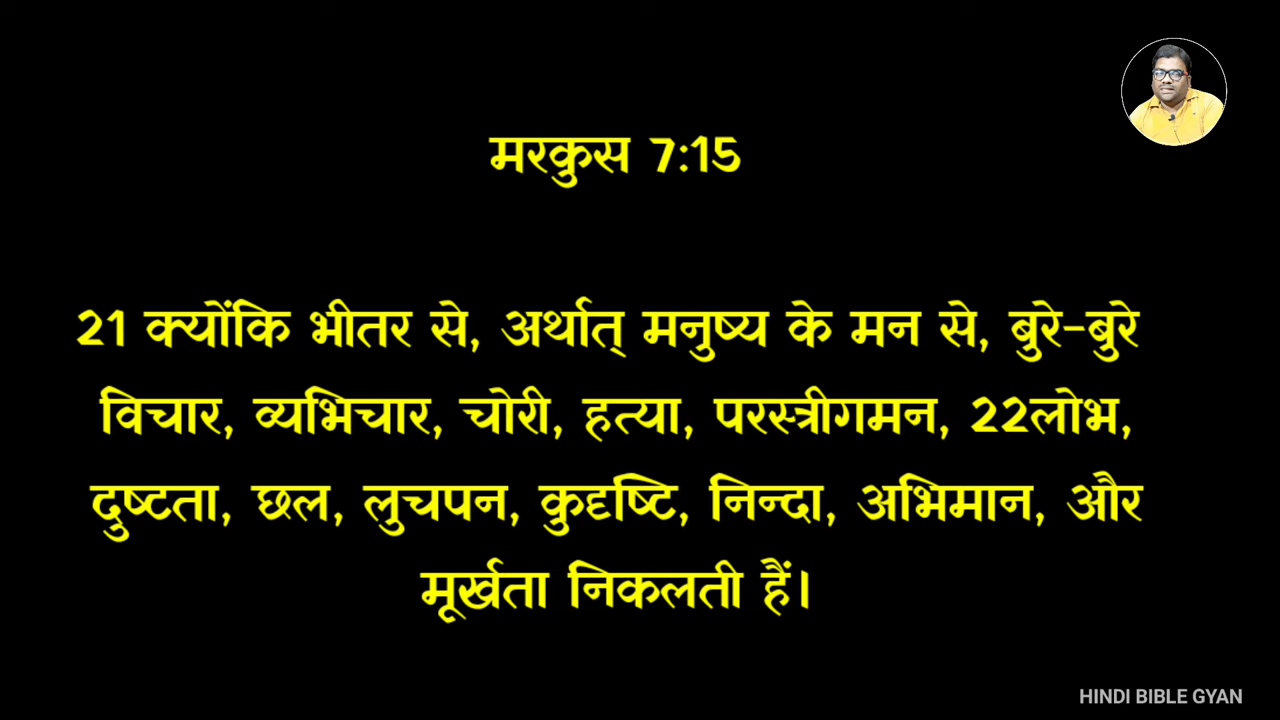 मरकुस 7:15
21 क्योंकि भीतर से, अर्थात् मनुष्य के मन से, बुरे-बुरे
विचार, व्यभिचार, चोरी, हत्या, परस्त्रीगमन, 22लोभ,
दुष्टता, छल, लुचपन, कुदृष्टि, निन्दा, अभिमान, और
मूर्खता निकलती हैं।
HINDI BIBLE GYAN